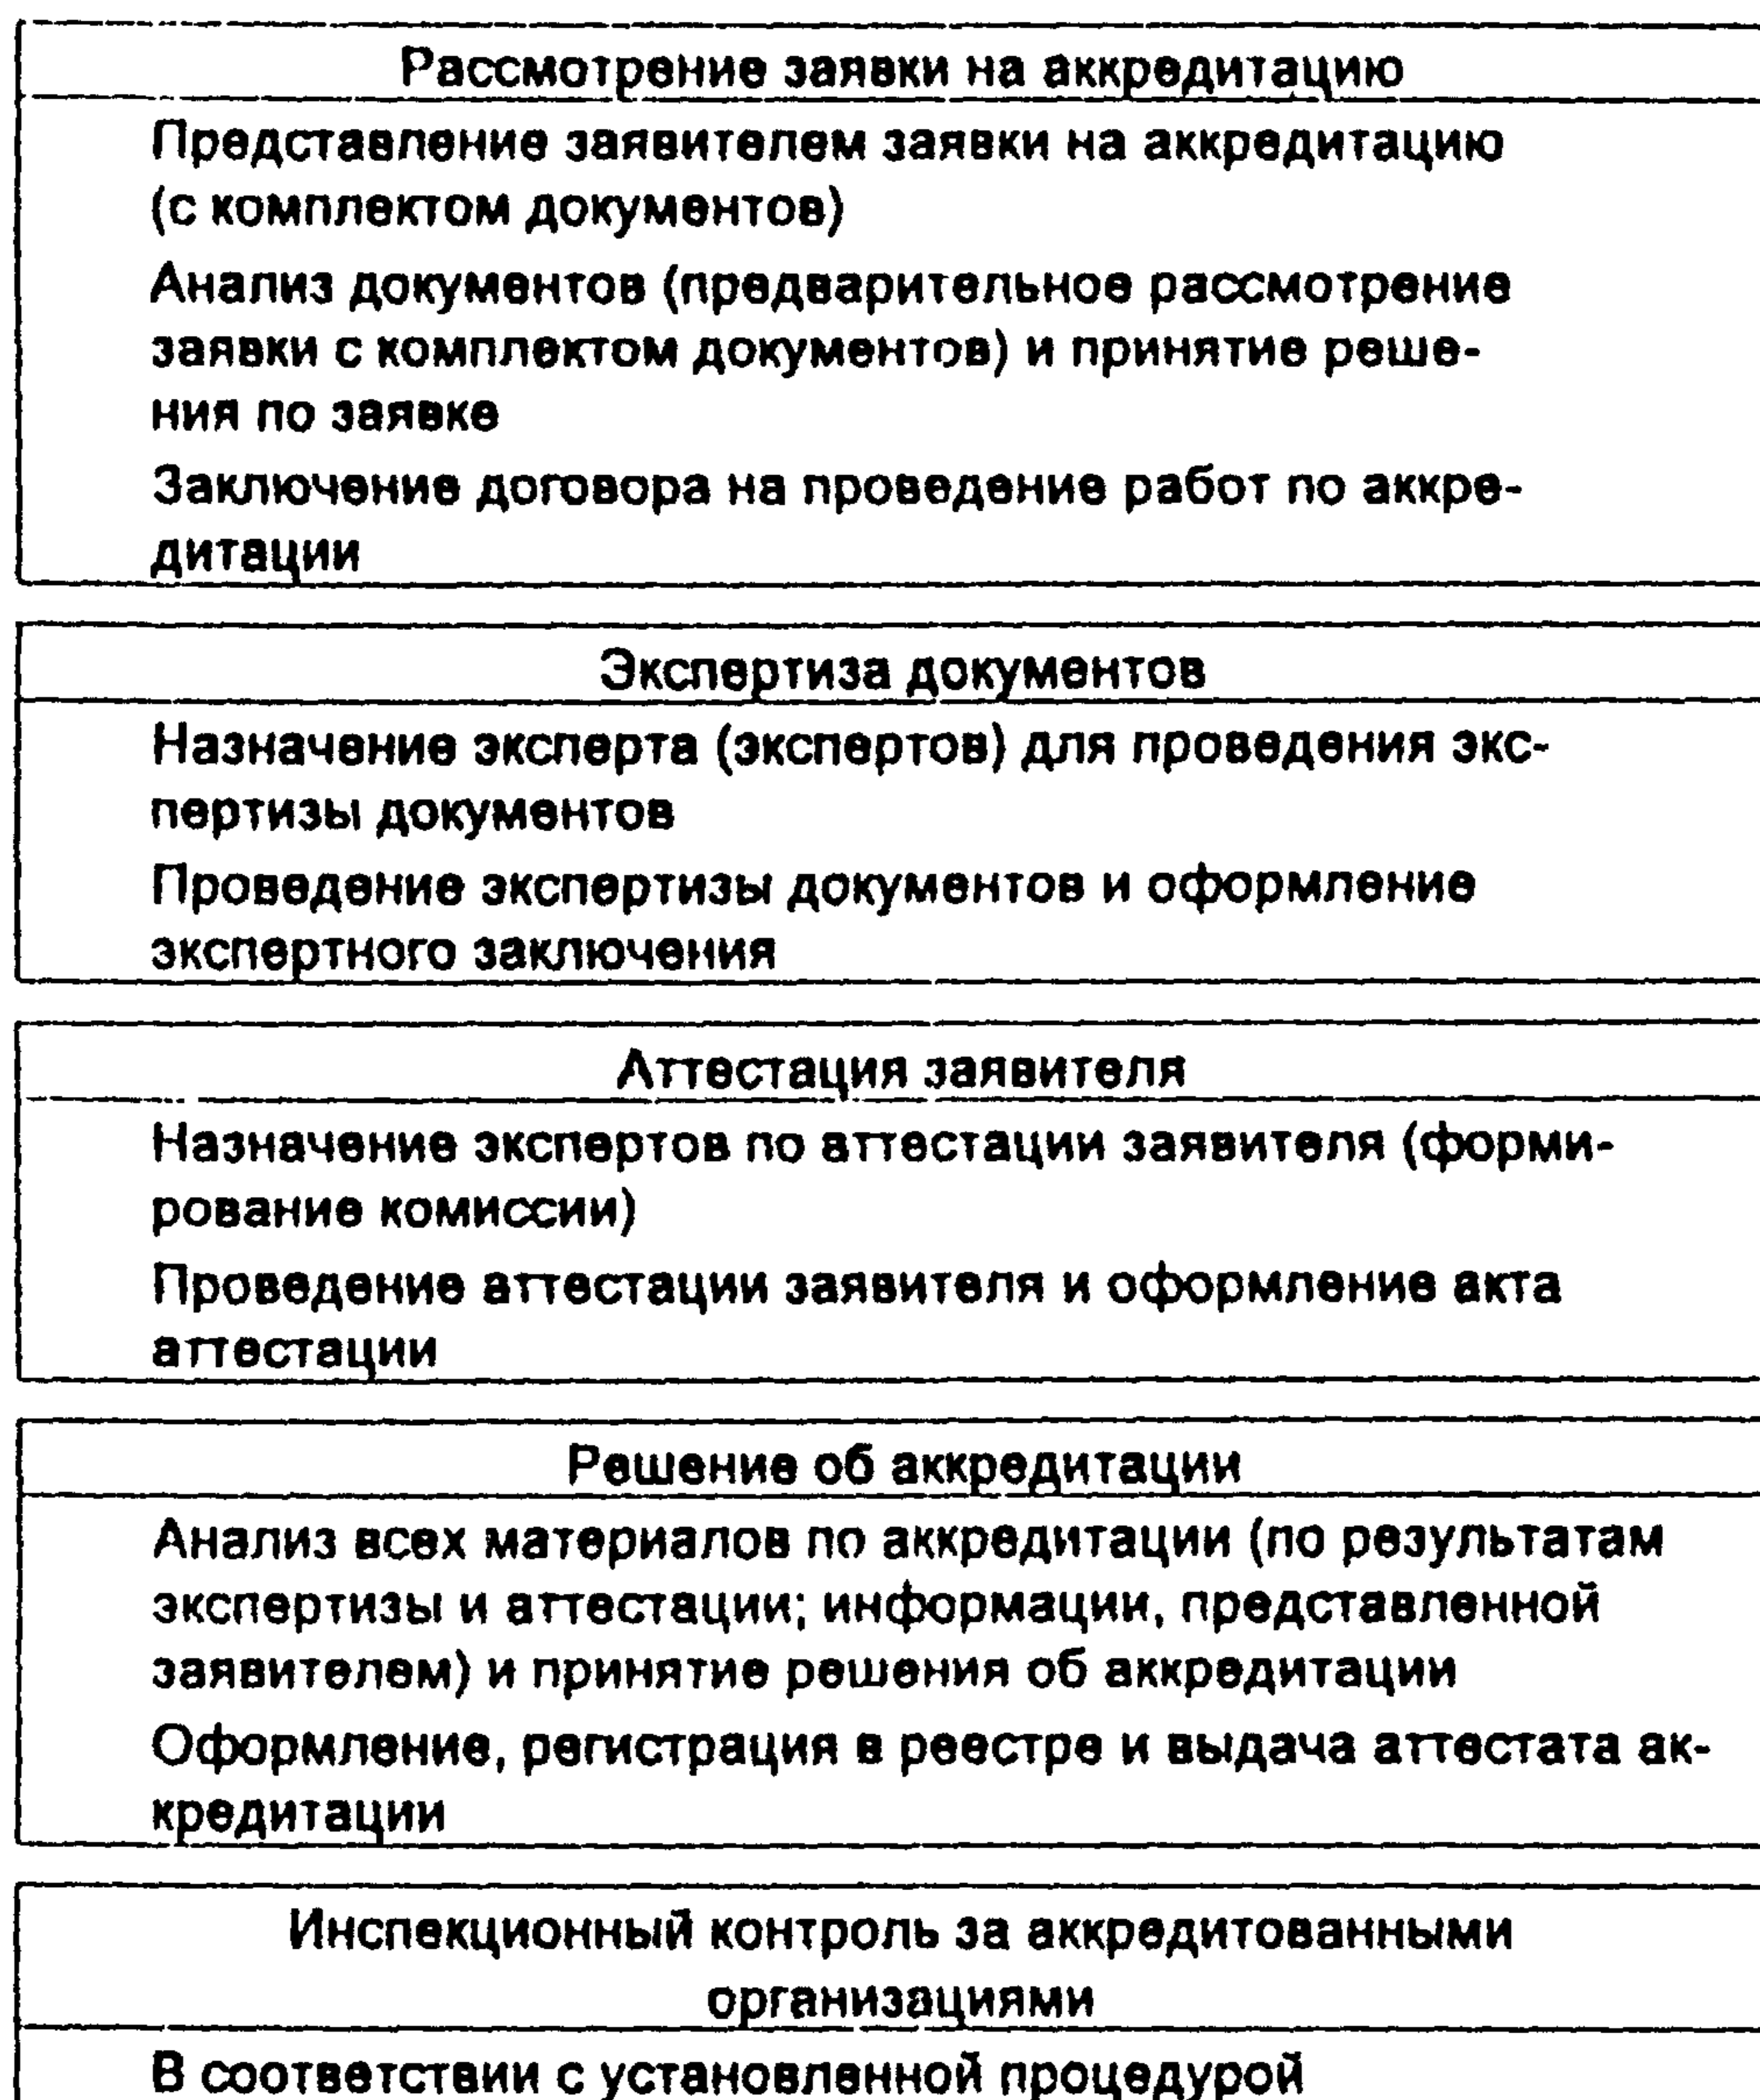 Рассмотрение заявки на аккредитацию
Представление заявителем заявки на аккредитацию
(с комплектом документов)
Анализ документов (предварительное рассмотрение
заявки с комплектом документов) и принятие реше-
ния по заявке
Заключение договора на проведение работ по аккре-
дитации
Экспертиза документов
Назначение эксперта (экспертов) для проведения экс-
пертизы документов
Проведение экспертизы документов и оформление
экспертного заключения
Аттестация заявителя
Назначение экспертов по аттестации заявителя (форми-
рование комиссии)
Проведение аттестации заявителя и оформление акта
аттестации
Решение об аккредитации
Анализ всех материалов по аккредитации (по результатам
экспертизы и аттестации; информации, представленной
заявителем) и принятие решения об аккредитации
Оформление, регистрация в реестре и выдача аттестата ак-
кредитации
Инспекционный контроль за аккредитованными
организациями
В соответствии с установленной процедурой